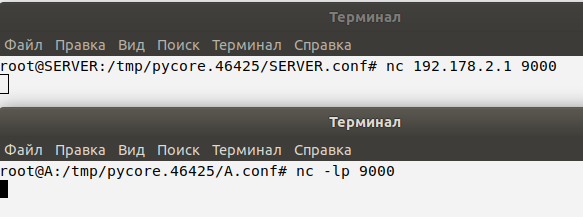 Терминал
Файл Правка Вид Поиск Терминал Справка
root@SERVER:/tmp/pycore.46425/SERVER.conf# nc 192.178.2.1 9000
Терминал
Файл Правка Вид Поиск Терминал Справка
root@A:/tmp/pycore.46425/A.conf# nc -lp 9000